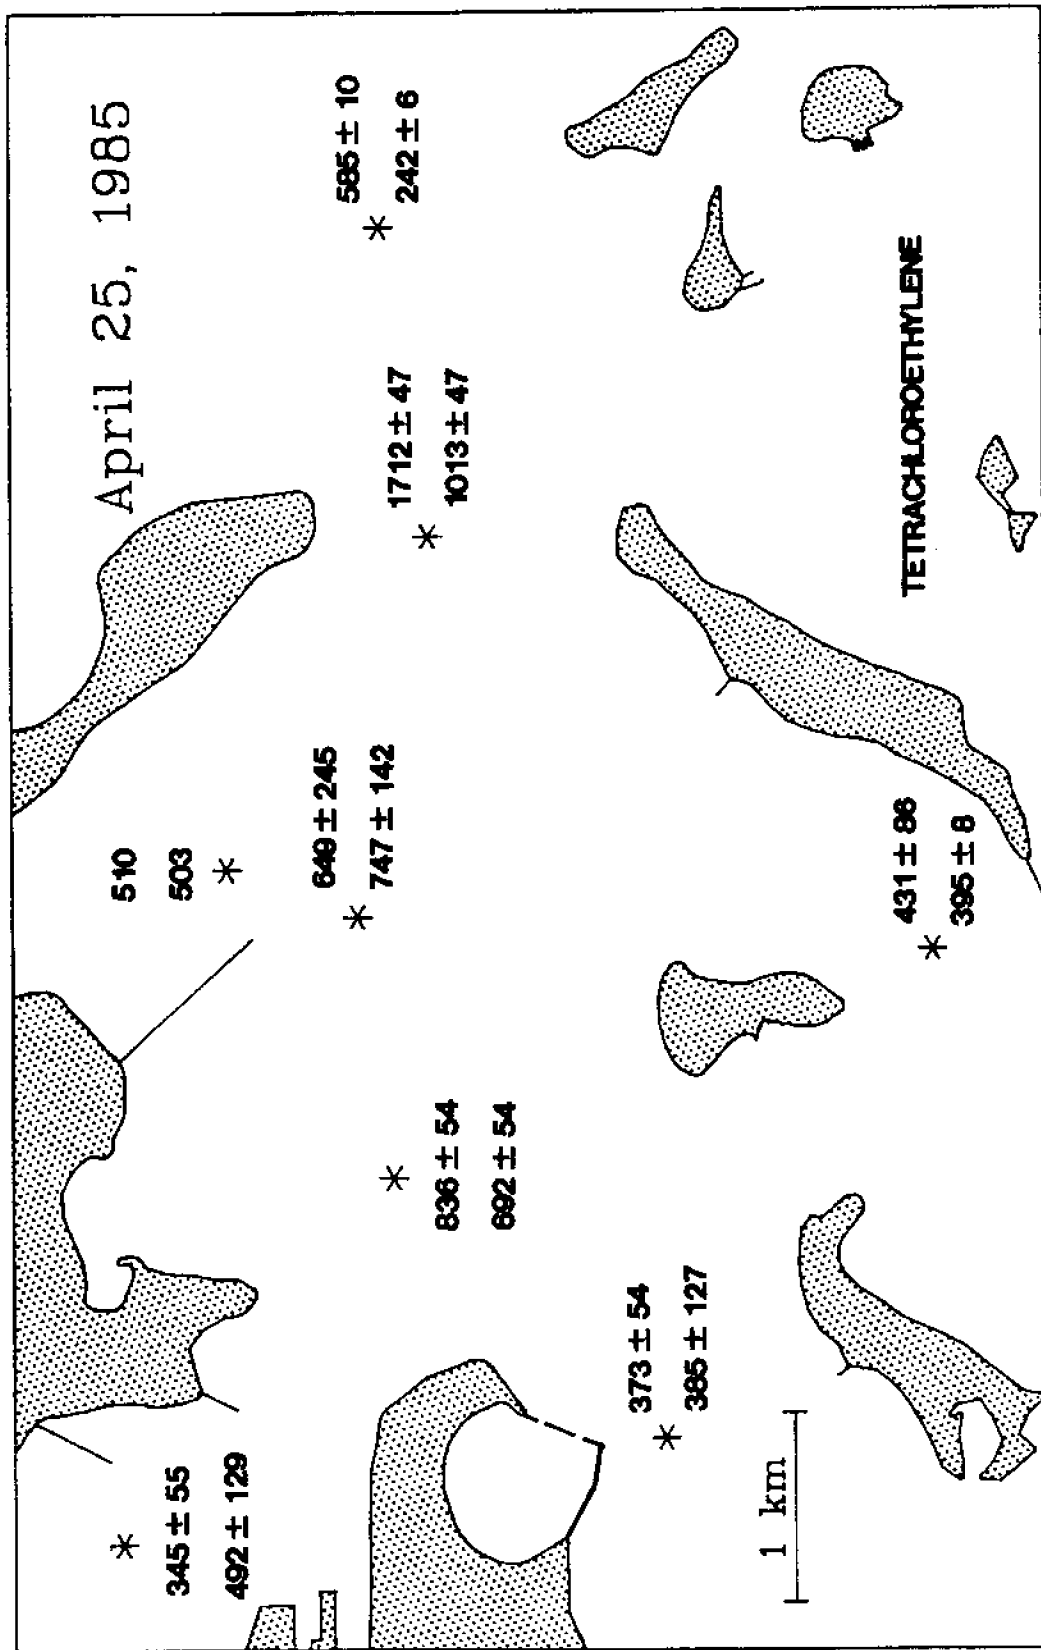 April 25, 1985
510
503
345 ± 55
492 ± 129
649 ± 245
747 ± 142
585 ± 10
242 ± 6
1712 ± 47
1013 ± 47
836 ± 54
692 ± 54
373 ± 54
385 ± 127
1 km
431 ± 86
395 ± 8
TETRACHLOROETHYLENE